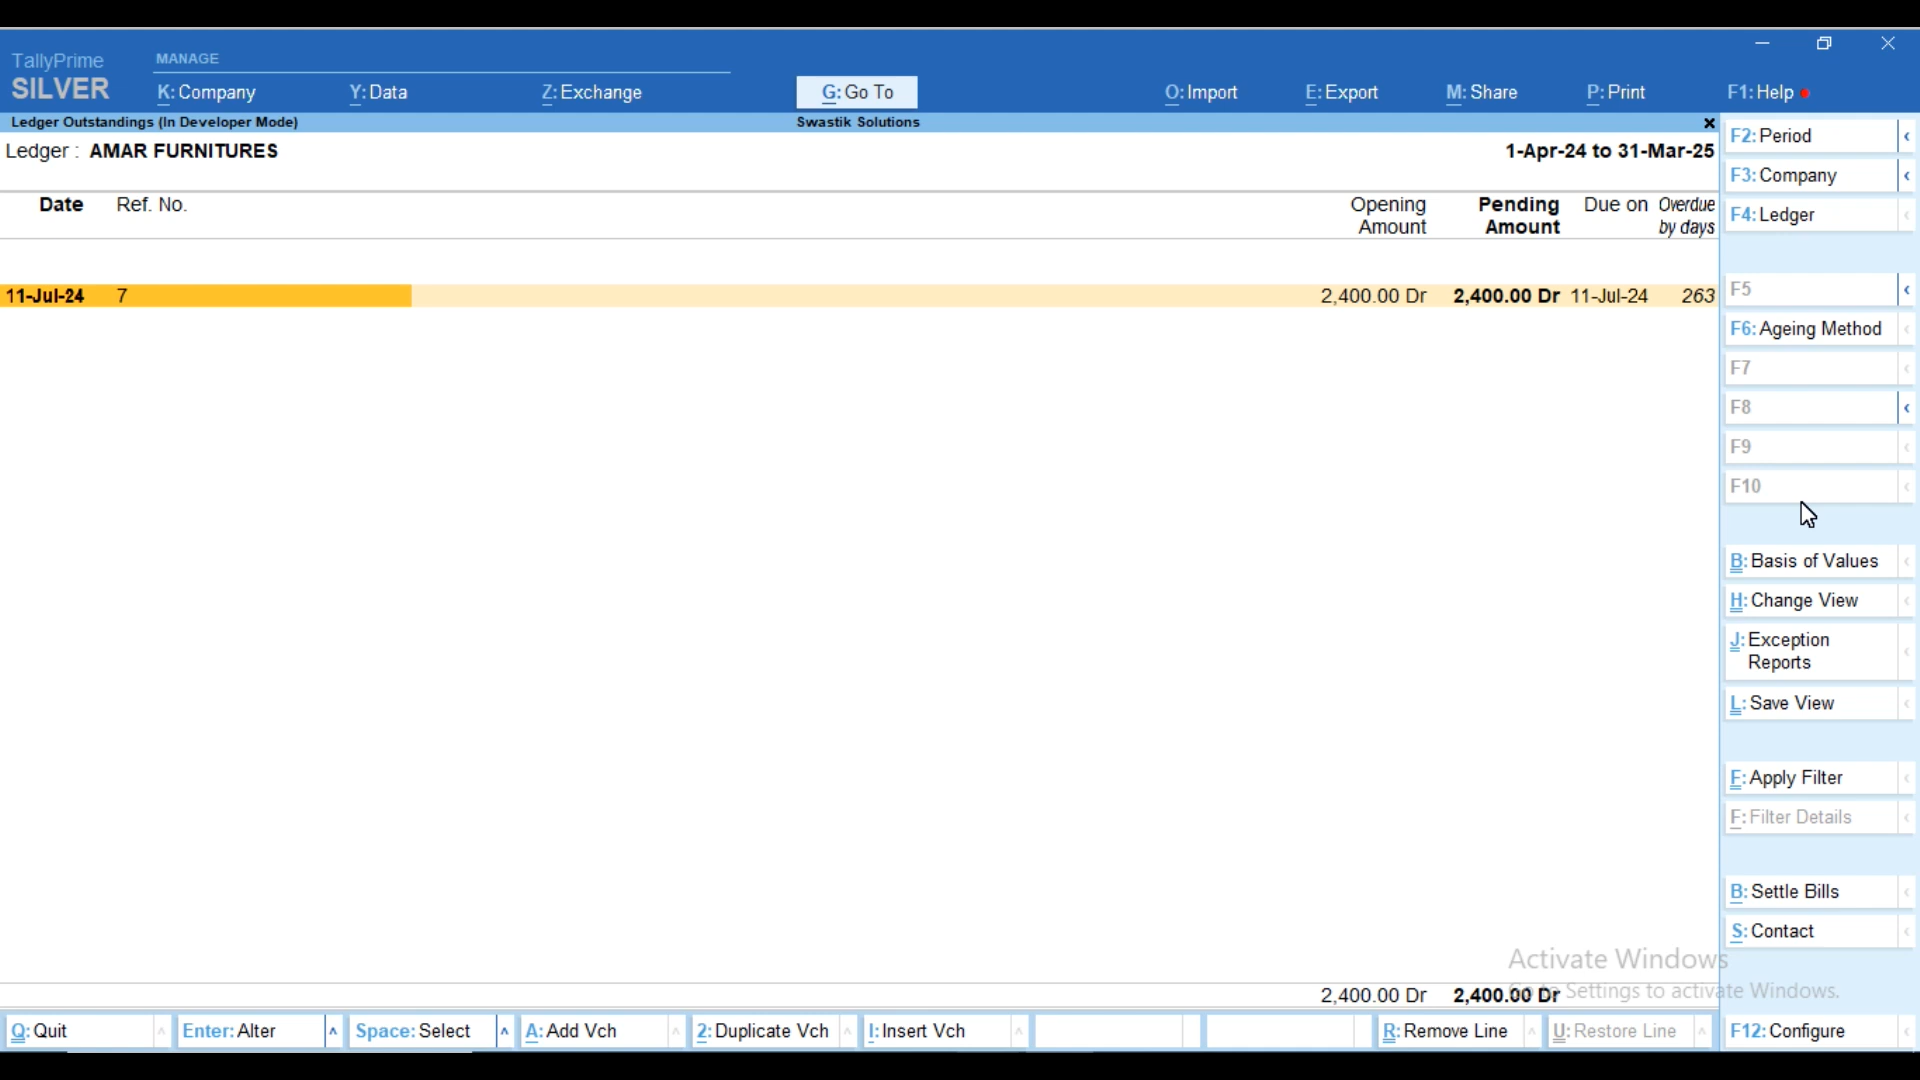 TallyPrime
SILVER
MANAGE
K: Company Y: Data Z: Exchange G: Go To O: Import E: Export M: Share P: Print F1: Help
Ledger Outstandings (In Developer Mode) Swastik Solutions x
Ledger : AMAR FURNITURES 1-Apr-24 to 31-Mar-25
Date Ref. No. Opening Amount Pending Amount Due on Overdue by days
11-Jul-24 7 2,400.00 Dr 2,400.00 Dr 11-Jul-24 263
2,400.00 Dr 2,400.00 Dr
F2: Period
F3: Company
F4: Ledger
F5
F6: Ageing Method
F7
F8
F9
F10
B: Basis of Values
H: Change View
J: Exception
Reports
L: Save View
F: Apply Filter
F: Filter Details
B: Settle Bills
S: Contact
Activate Windows
Go to Settings to activate Windows.
Q: Quit Enter: Alter Space: Select A: Add Vch 2: Duplicate Vch I: Insert Vch R: Remove Line U: Restore Line F12: Configure